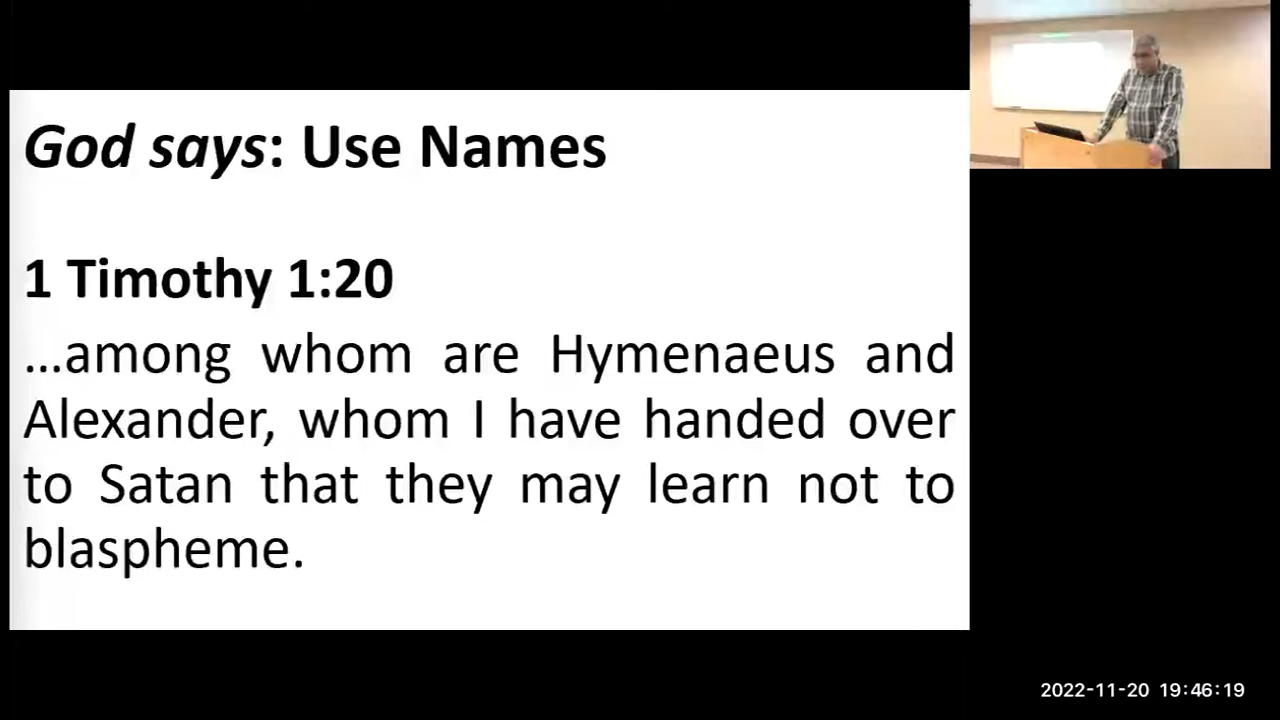 God says: Use Names
1 Timothy 1:20
...among whom are Hymenaeus and
Alexander, whom I have handed over
to Satan that they may learn not to
blaspheme.
2022-11-20 19:46:19